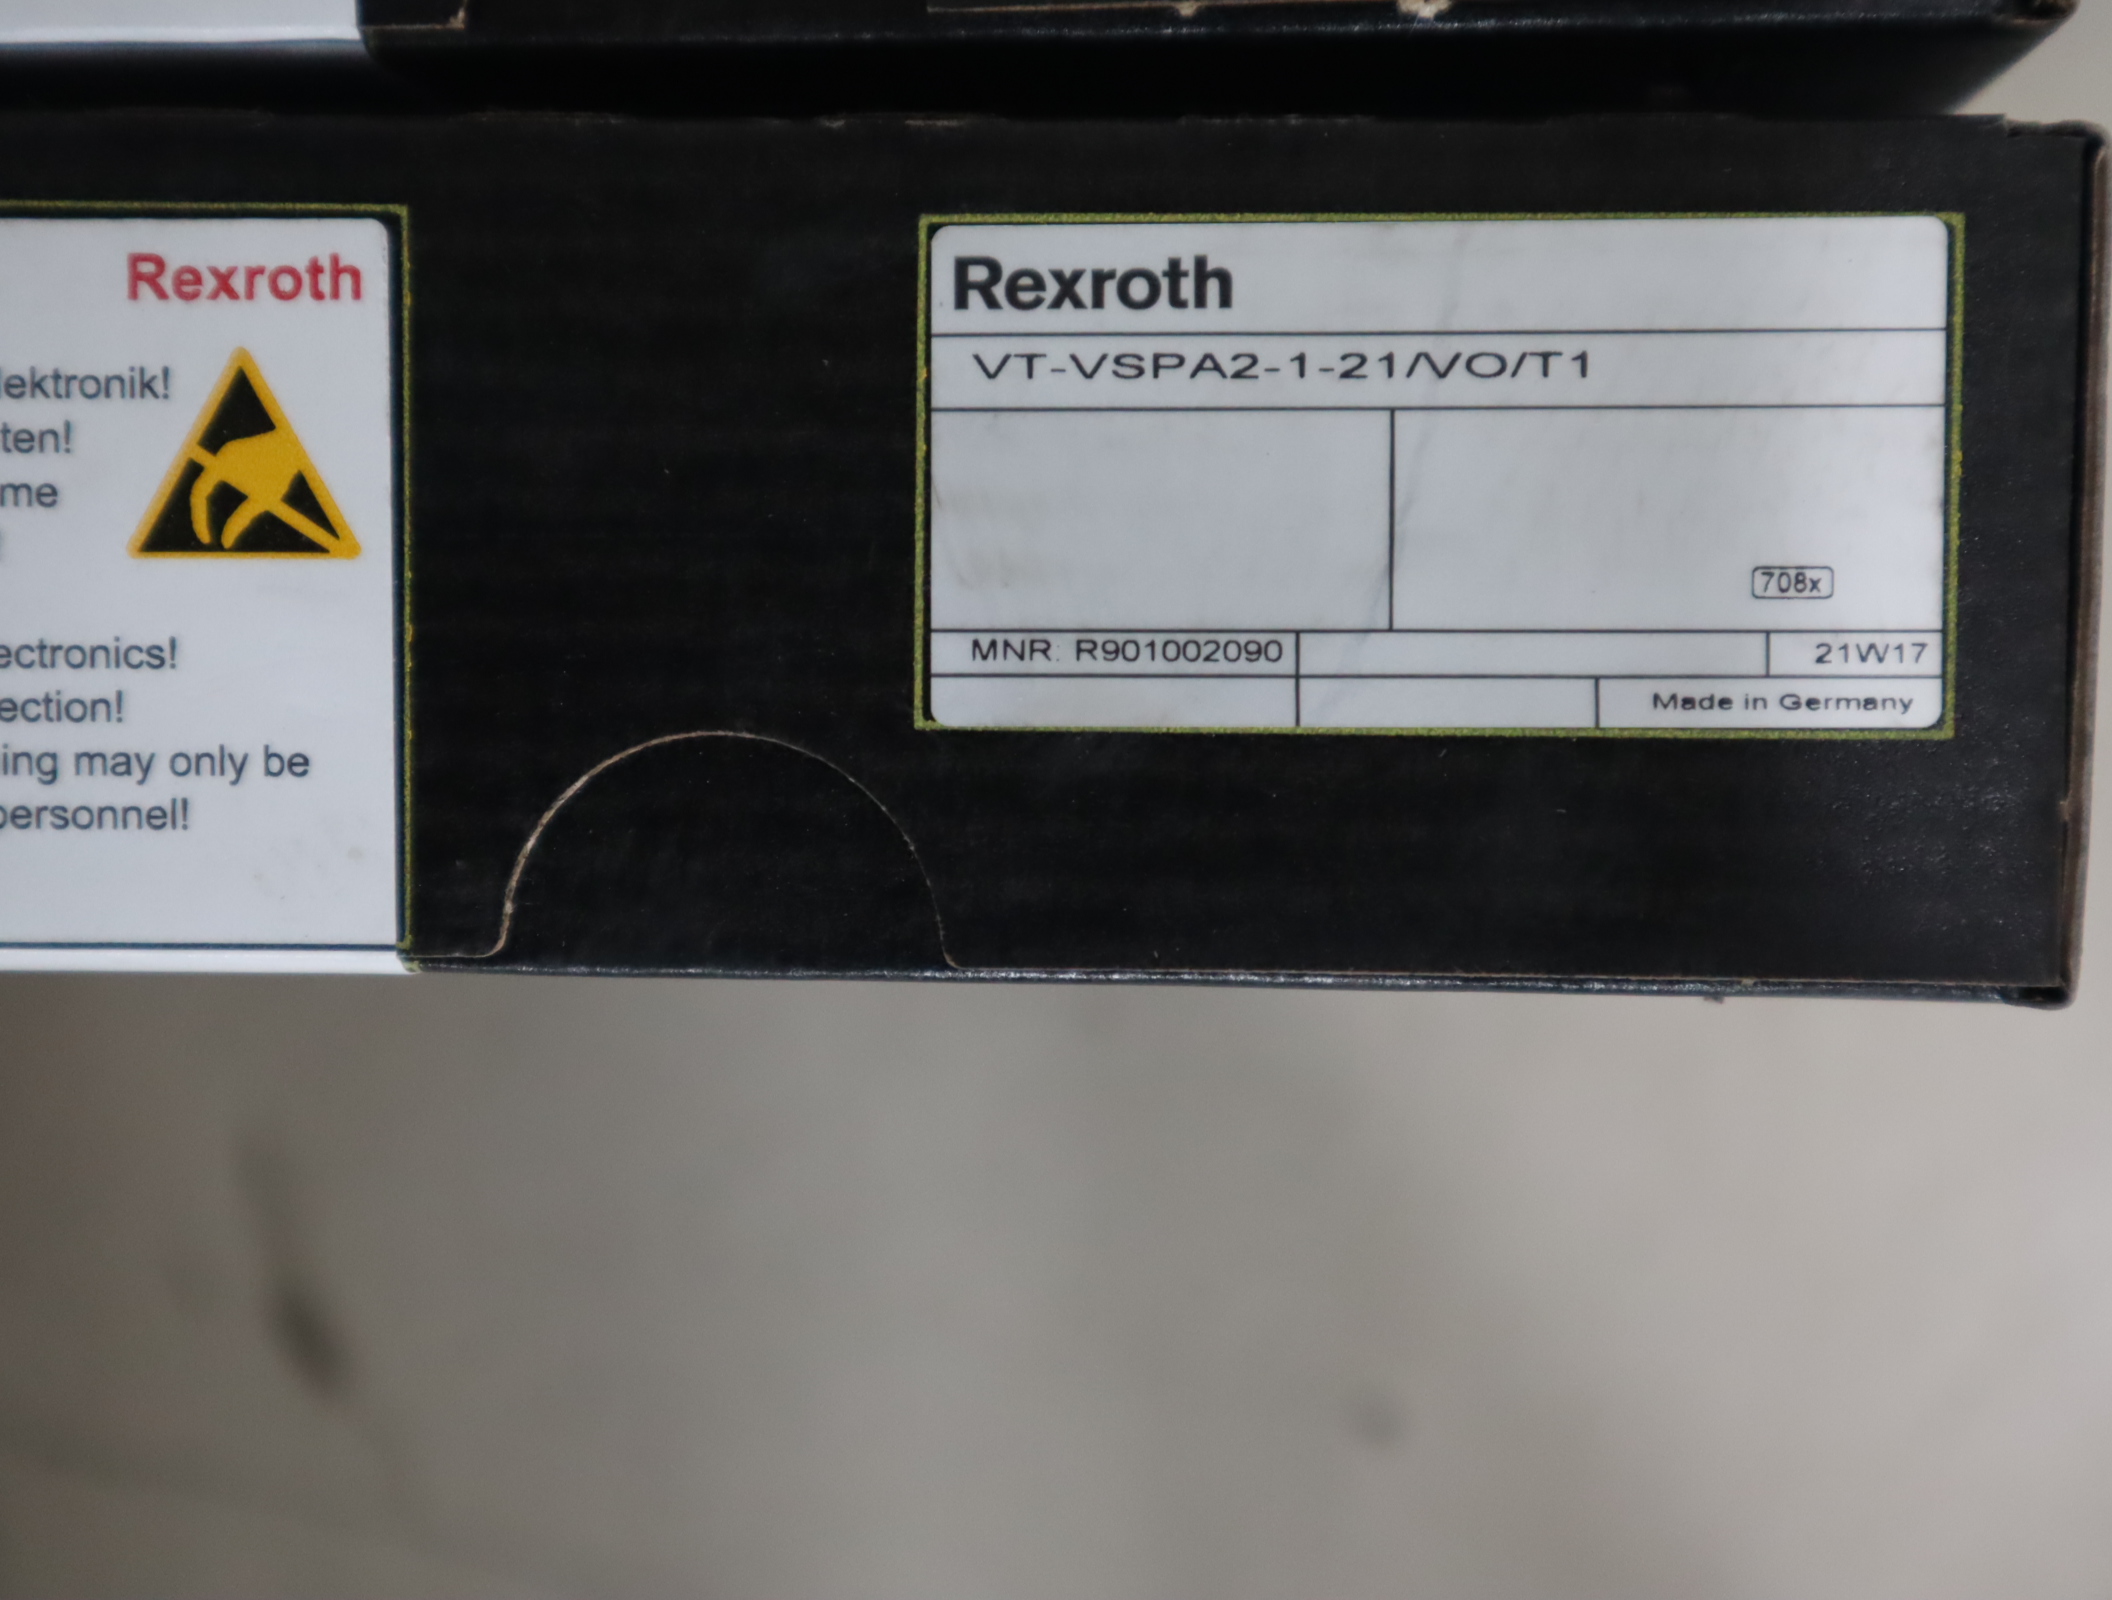 Rexroth
lektronik!
ten!
me
ectronics!
ection!
ing may only be
personnel!
Rexroth
VT-VSPA2-1-21/VO/T1
708x
MNR: R901002090
21W17
Made in Germany